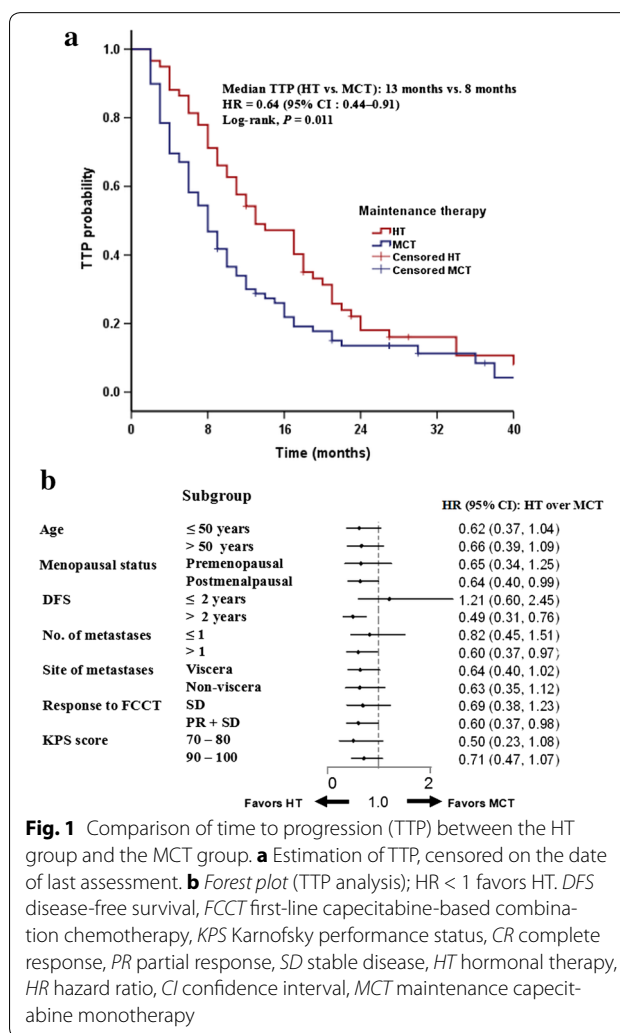 a
1.0
0.8
0.6
0.4
0.2
0.0
TTP probability
Median TTP (HT vs. MCT): 13 months vs. 8 months
HR = 0.64 (95% CI : 0.44–0.91)
Log-rank, P = 0.011
Maintenance therapy
HT
MCT
Censored HT
Censored MCT
0 8 16 24 32 40
Time (months)
b
Subgroup HR (95% CI): HT over MCT
Age ≤ 50 years 0.62 (0.37, 1.04)
> 50 years 0.66 (0.39, 1.09)
Menopausal status Premenopausal 0.65 (0.34, 1.25)
Postmenalpausal 0.64 (0.40, 0.99)
DFS ≤ 2 years 1.21 (0.60, 2.45)
> 2 years 0.49 (0.31, 0.76)
No. of metastases ≤ 1 0.82 (0.45, 1.51)
> 1 0.60 (0.37, 0.97)
Site of metastases Viscera 0.64 (0.40, 1.02)
Non-viscera 0.63 (0.35, 1.12)
Response to FCCT SD 0.69 (0.38, 1.23)
PR + SD 0.60 (0.37, 0.98)
KPS score 70 – 80 0.50 (0.23, 1.08)
90 – 100 0.71 (0.47, 1.07)
0 2
Favors HT 1.0 Favors MCT
Fig. 1 Comparison of time to progression (TTP) between the HT
group and the MCT group. a Estimation of TTP, censored on the date
of last assessment. b Forest plot (TTP analysis); HR < 1 favors HT. DFS
disease-free survival, FCCT first-line capecitabine-based combina-
tion chemotherapy, KPS Karnofsky performance status, CR complete
response, PR partial response, SD stable disease, HT hormonal therapy,
HR hazard ratio, CI confidence interval, MCT maintenance capecit-
abine monotherapy